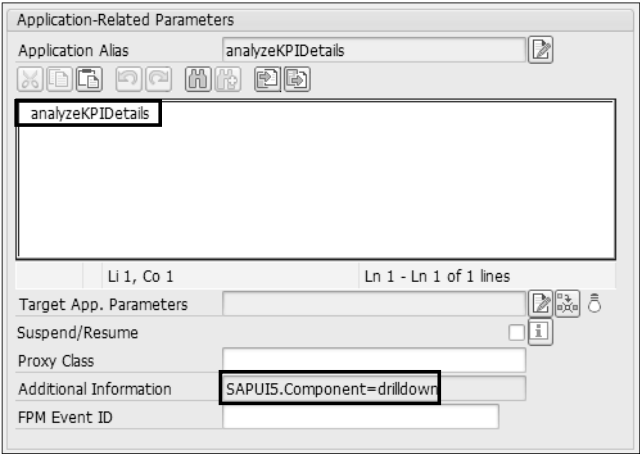 Application-Related Parameters
Application Alias analyzeKPIDetails
analyzeKPIDetails
Li 1, Co 1 Ln 1 - Ln 1 of 1 lines
Target App. Parameters
Suspend/Resume
Proxy Class
Additional Information SAPUI5.Component=drilldown
FPM Event ID